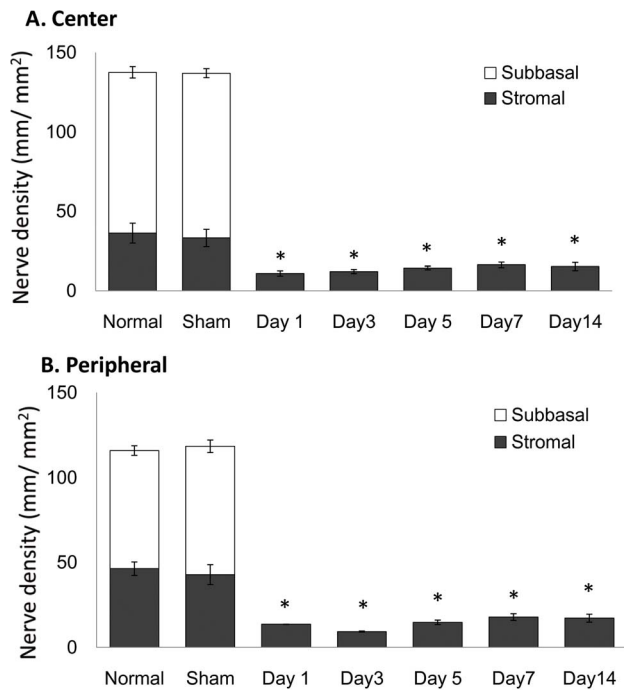 A. Center
Nerve density (mm/ mm²)
150
100
50
0
Subbasal
Stromal
* * * * *
Normal Sham Day 1 Day3 Day 5 Day7 Day14
B. Peripheral
Nerve density (mm/ mm²)
150
100
50
0
Subbasal
Stromal
* * * * *
Normal Sham Day 1 Day3 Day 5 Day7 Day14